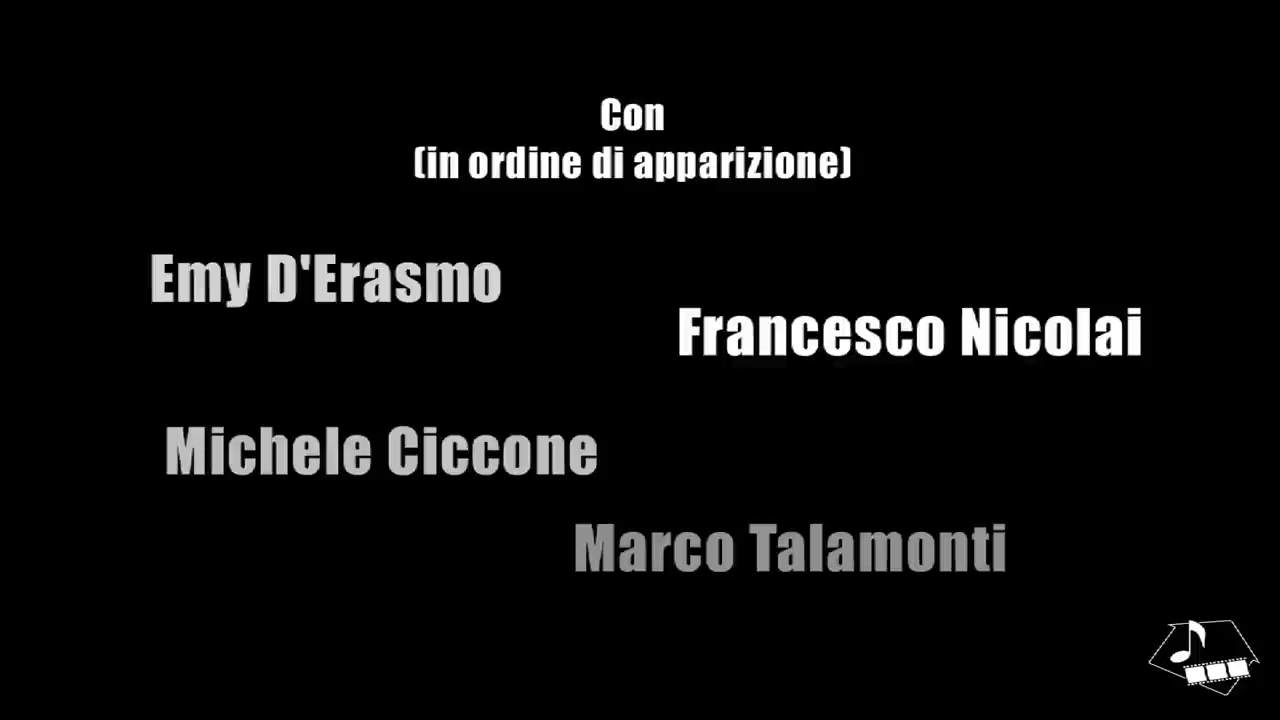 Con
(in ordine di apparizione)
Emy D'Erasmo
Francesco Nicolai
Michele Ciccone
Marco Talamonti